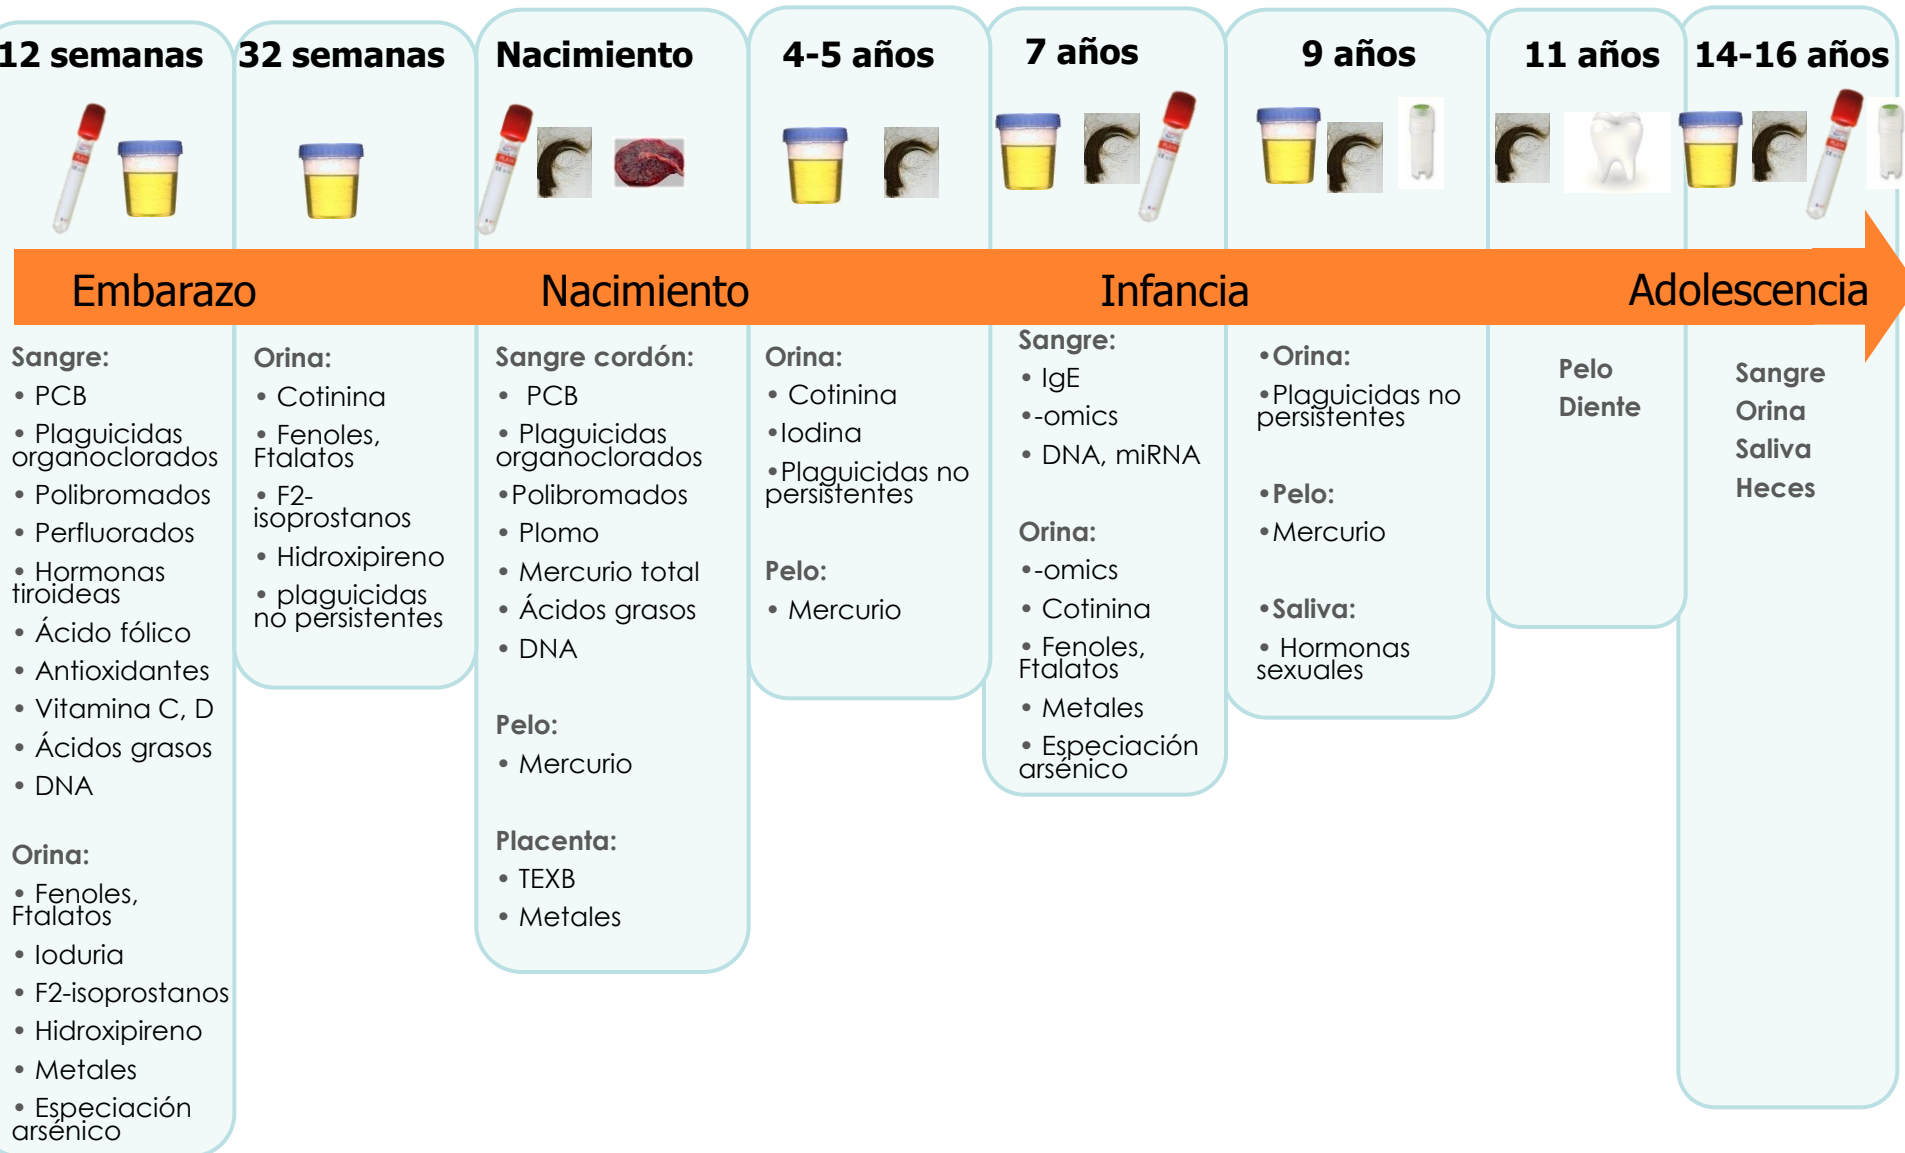 12 semanas
32 semanas
Nacimiento
4-5 años
7 años
9 años
11 años
14-16 años
Embarazo
Nacimiento
Infancia
Adolescencia
Sangre:
• PCB
• Plaguicidas
organoclorados
• Polibromados
• Perfluorados
• Hormonas
tiroideas
• Ácido fólico
• Antioxidantes
• Vitamina C, D
• Ácidos grasos
• DNA
Orina:
• Fenoles,
Ftalatos
• Ioduria
• F2-isoprostanos
• Hidroxipireno
• Metales
• Especiación
arsénico
Orina:
• Cotinina
• Fenoles,
Ftalatos
• F2-
isoprostanos
• Hidroxipireno
• plaguicidas
no persistentes
Sangre cordón:
• PCB
• Plaguicidas
organoclorados
•Polibromados
• Plomo
• Mercurio total
• Ácidos grasos
• DNA
Pelo:
• Mercurio
Placenta:
• TEXB
• Metales
Orina:
• Cotinina
•Iodina
•Plaguicidas no
persistentes
Pelo:
• Mercurio
Sangre:
• IgE
•-omics
• DNA, miRNA
Orina:
•-omics
• Cotinina
• Fenoles,
Ftalatos
• Metales
• Especiación
arsénico
•Orina:
•Plaguicidas no
persistentes
•Pelo:
•Mercurio
•Saliva:
• Hormonas
sexuales
Pelo
Diente
Sangre
Orina
Saliva
Heces